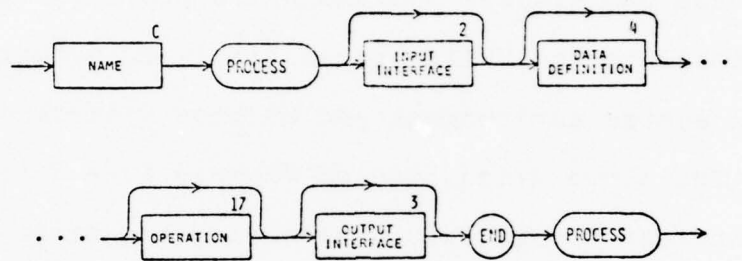 C 2 4
NAME PROCESS INPUT INTERFACE DATA DEFINITION
17 3
OPERATION OUTPUT INTERFACE END PROCESS